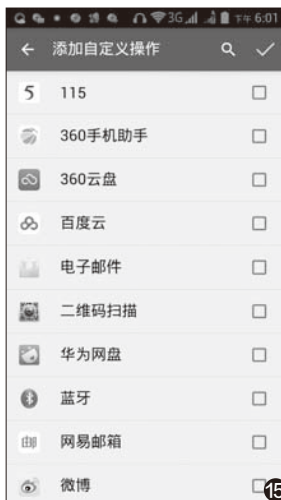 3G 下午 6:01
添加自定义操作
115
360手机助手
360云盘
百度云
电子邮件
二维码扫描
华为网盘
蓝牙
网易邮箱
微博
15